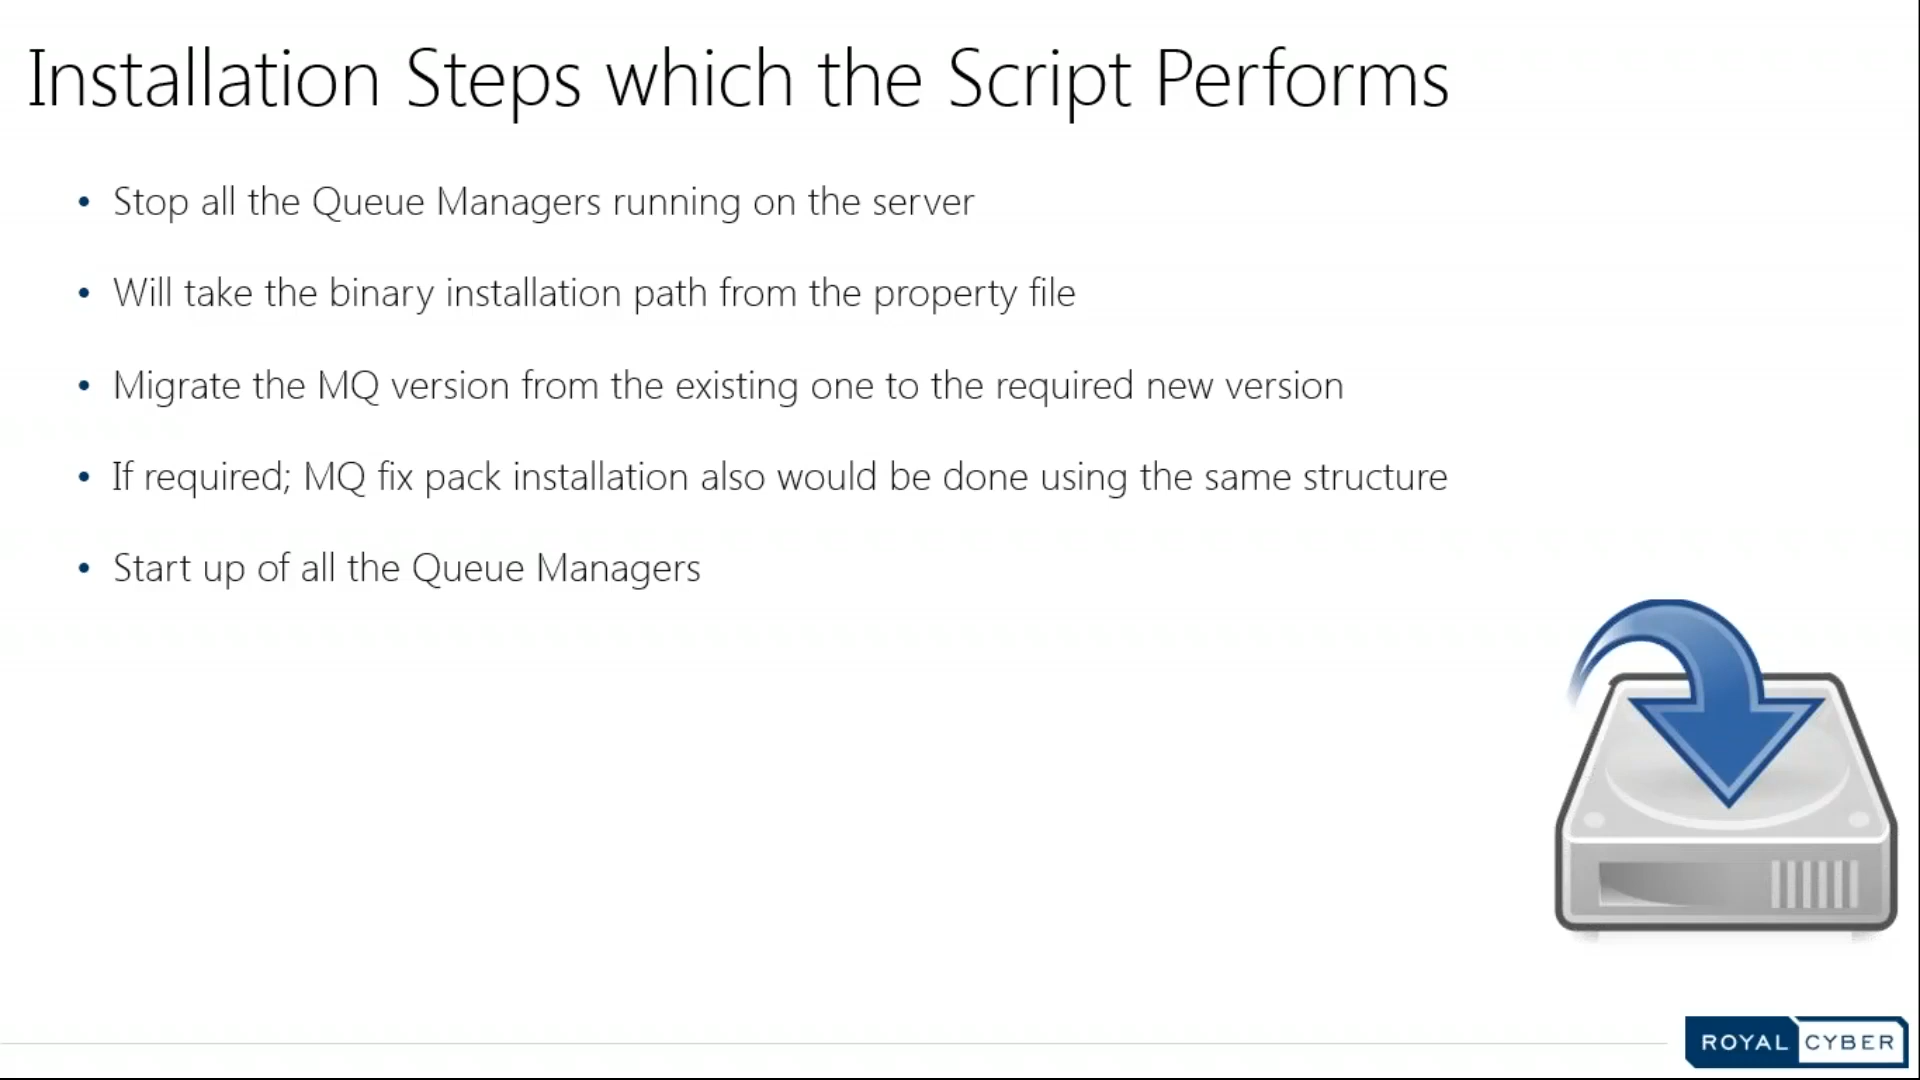 Installation Steps which the Script Performs
• Stop all the Queue Managers running on the server
• Will take the binary installation path from the property file
• Migrate the MQ version from the existing one to the required new version
• If required; MQ fix pack installation also would be done using the same structure
• Start up of all the Queue Managers
ROYAL CYBER